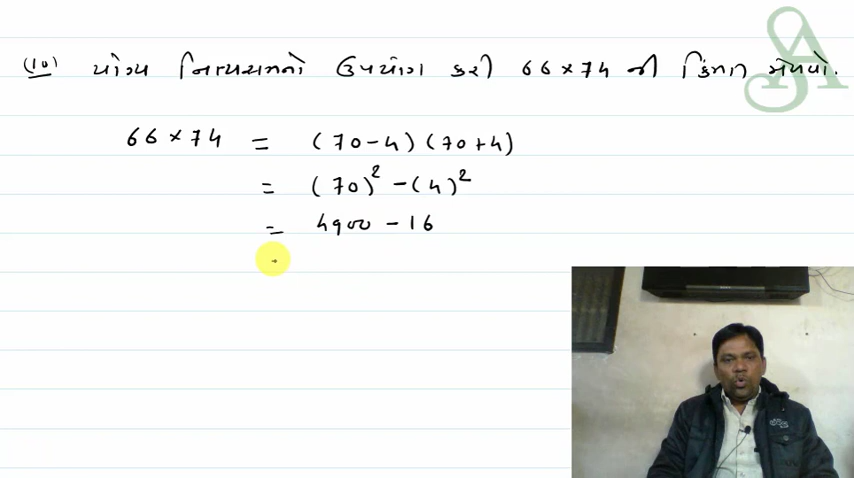 (10) યોગ્ય નિત્યસમનો ઉપયોગ કરી 66 × 74 ની કિંમત મેળવો.
66 × 74 = (70 - 4) (70 + 4)
= (70)² - (4)²
= 4900 - 16